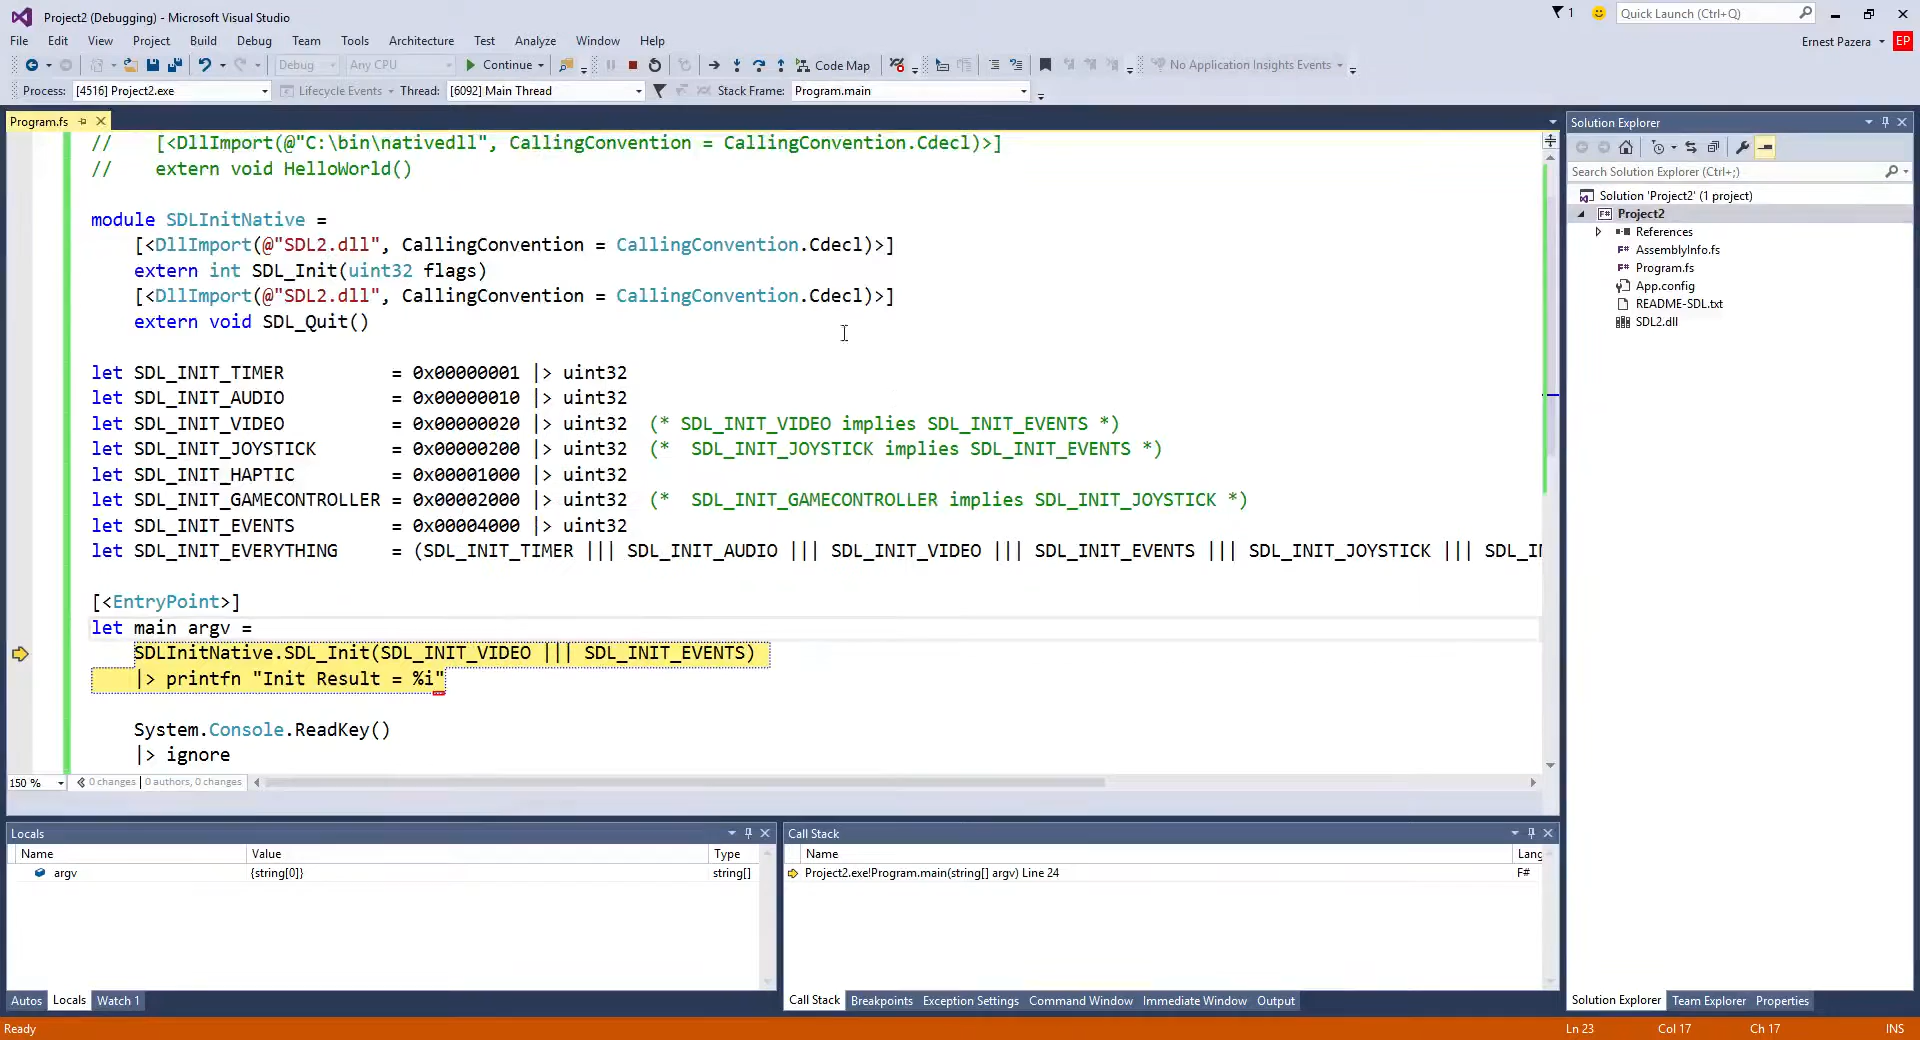 Project2 (Debugging) - Microsoft Visual Studio
1
Quick Launch (Ctrl+Q)
File Edit View Project Build Debug Team Tools Architecture Test Analyze Window Help
Ernest Pazera EP
Debug Any CPU Continue Code Map No Application Insights Events
Process: [4516] Project2.exe Lifecycle Events Thread: [6092] Main Thread Stack Frame: Program.main
Program.fs
//    [<DllImport(@"C:\bin\nativedll", CallingConvention = CallingConvention.Cdecl)>]
//    extern void HelloWorld()
module SDLInitNative =
    [<DllImport(@"SDL2.dll", CallingConvention = CallingConvention.Cdecl)>]
    extern int SDL_Init(uint32 flags)
    [<DllImport(@"SDL2.dll", CallingConvention = CallingConvention.Cdecl)>]
    extern void SDL_Quit()
let SDL_INIT_TIMER          = 0x00000001 |> uint32
let SDL_INIT_AUDIO          = 0x00000010 |> uint32
let SDL_INIT_VIDEO          = 0x00000020 |> uint32  (* SDL_INIT_VIDEO implies SDL_INIT_EVENTS *)
let SDL_INIT_JOYSTICK       = 0x00000200 |> uint32  (*  SDL_INIT_JOYSTICK implies SDL_INIT_EVENTS *)
let SDL_INIT_HAPTIC         = 0x00001000 |> uint32
let SDL_INIT_GAMECONTROLLER = 0x00002000 |> uint32  (*  SDL_INIT_GAMECONTROLLER implies SDL_INIT_JOYSTICK *)
let SDL_INIT_EVENTS         = 0x00004000 |> uint32
let SDL_INIT_EVERYTHING     = (SDL_INIT_TIMER ||| SDL_INIT_AUDIO ||| SDL_INIT_VIDEO ||| SDL_INIT_EVENTS ||| SDL_INIT_JOYSTICK ||| SDL_IN
[<EntryPoint>]
let main argv =
    SDLInitNative.SDL_Init(SDL_INIT_VIDEO ||| SDL_INIT_EVENTS)
    |> printfn "Init Result = %i"
    System.Console.ReadKey()
    |> ignore
150 % 0 changes | 0 authors, 0 changes
Solution Explorer
Search Solution Explorer (Ctrl+;)
Solution 'Project2' (1 project)
F# Project2
References
F# AssemblyInfo.fs
F# Program.fs
App.config
README-SDL.txt
SDL2.dll
Locals
Name Value Type
argv {string[0]} string[]
Autos Locals Watch 1
Call Stack
Name Lang
Project2.exe!Program.main(string[] argv) Line 24 F#
Call Stack Breakpoints Exception Settings Command Window Immediate Window Output
Solution Explorer Team Explorer Properties
Ready Ln 23 Col 17 Ch 17 INS